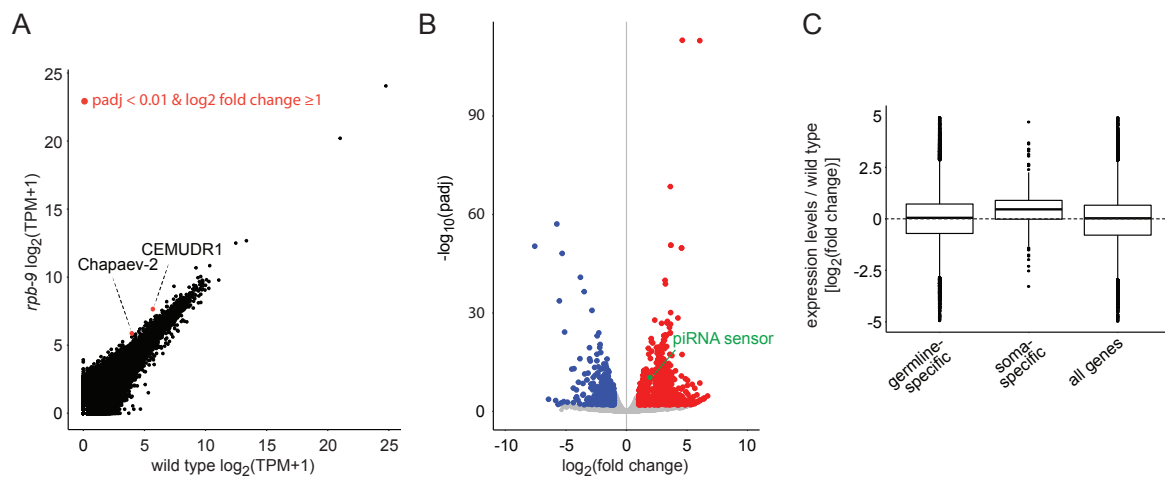 A
25
20
15
10
5
0
rpb-9 log2(TPM+1)
padj < 0.01 & log2 fold change ≥1
CEMUDR1
Chapaev-2
0 5 10 15 20 25
wild type log2(TPM+1)
B
90
60
30
0
-log10(padj)
piRNA sensor
-10 -5 0 5 10
log2(fold change)
C
expression levels / wild type
[log2(fold change)]
5
2.5
0
-2.5
-5
germline-
specific
soma-
specific
all genes